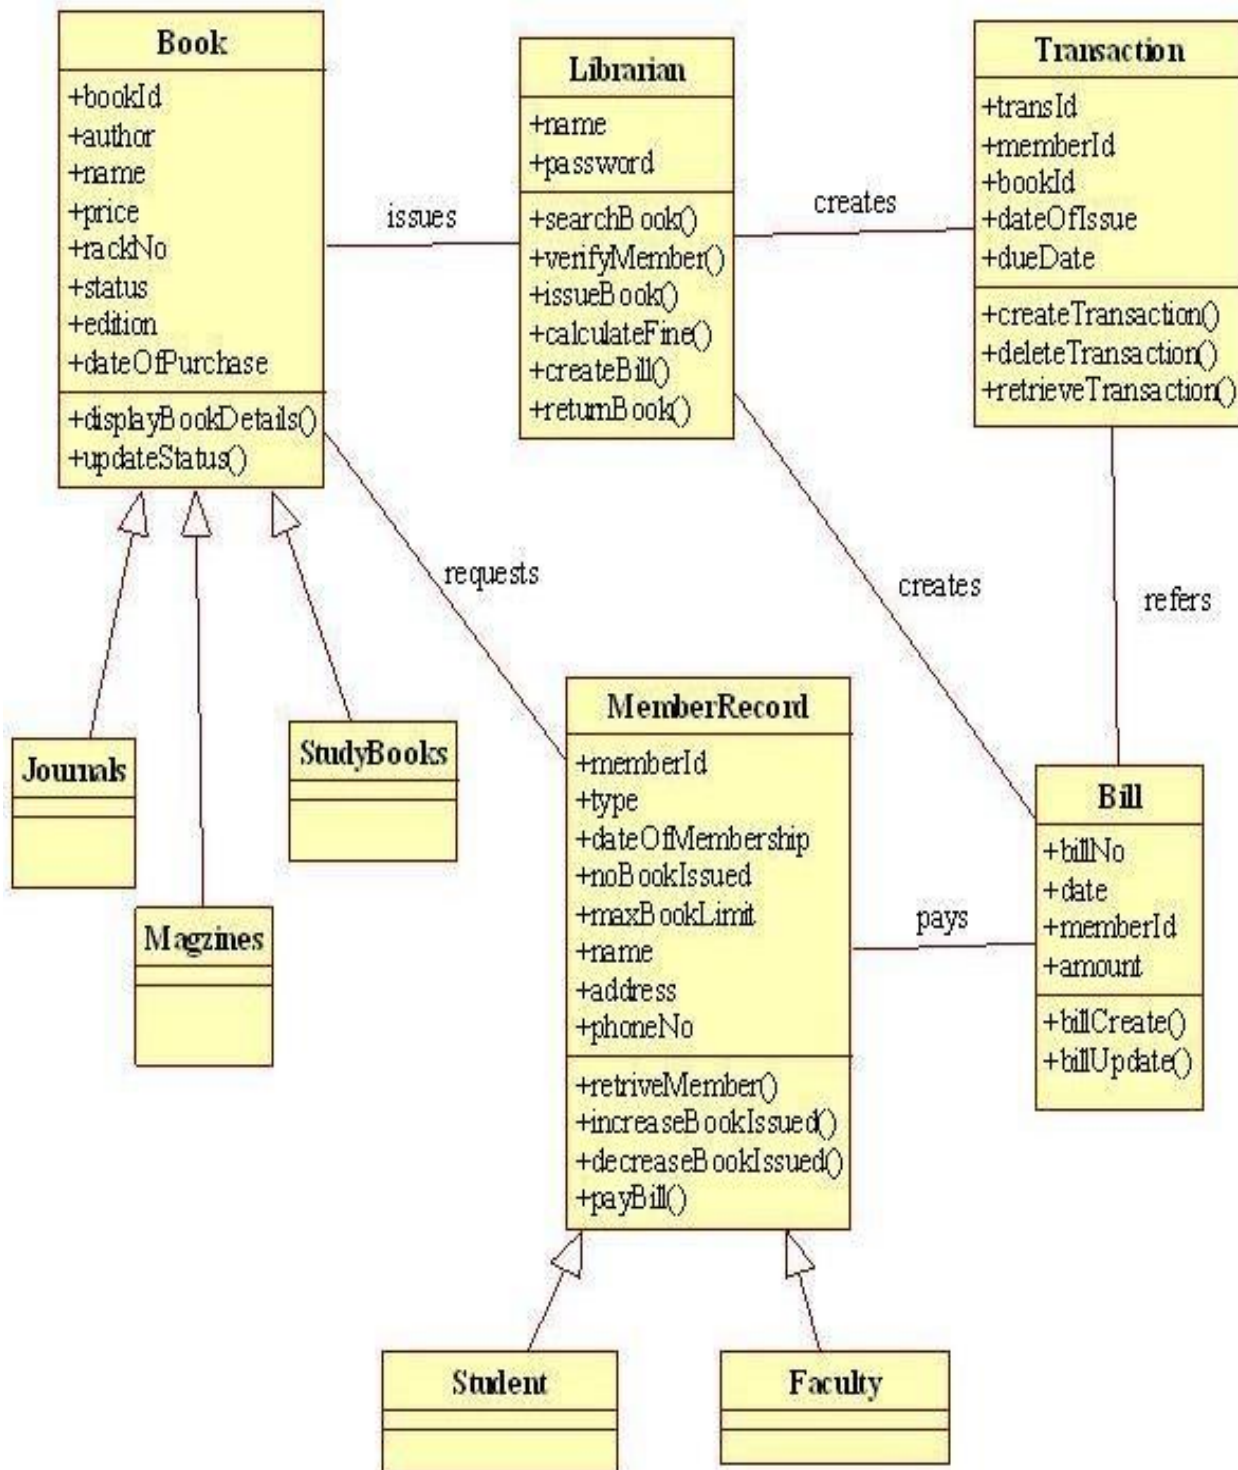 Book
+bookId
+author
+name
+price
+rackNo
+status
+edition
+dateOfPurchase
+displayBookDetails()
+updateStatus()
issues
Librarian
+name
+password
+searchBook()
+verifyMember()
+issueBook()
+calculateFine()
+createBill()
+returnBook()
creates
Transaction
+transId
+memberId
+bookId
+dateOfIssue
+dueDate
+createTransaction()
+deleteTransaction()
+retrieveTransaction()
requests
creates
refers
Journals
Magzines
StudyBooks
MemberRecord
+memberId
+type
+dateOfMembership
+noBookIssued
+maxBookLimit
+name
+address
+phoneNo
+retriveMember()
+increaseBookIssued()
+decreaseBookIssued()
+payBill()
pays
Bill
+billNo
+date
+memberId
+amount
+billCreate()
+billUpdate()
Student
Faculty